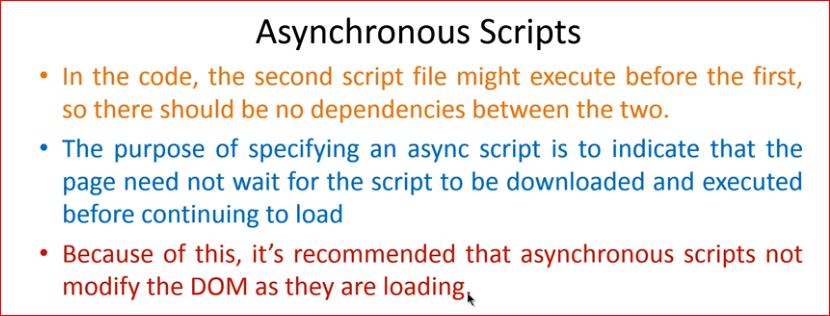 Asynchronous Scripts
• In the code, the second script file might execute before the first,
so there should be no dependencies between the two.
• The purpose of specifying an async script is to indicate that the
page need not wait for the script to be downloaded and executed
before continuing to load
• Because of this, it’s recommended that asynchronous scripts not
modify the DOM as they are loading.